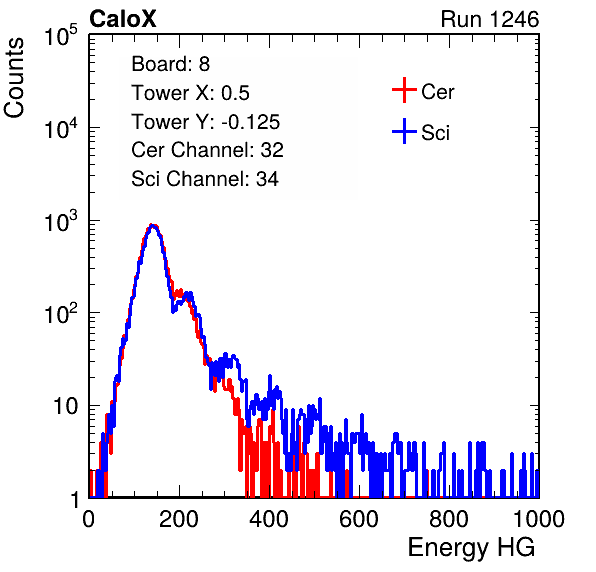 CaloX Run 1246
Counts
Board: 8
Tower X: 0.5
Tower Y: -0.125
Cer Channel: 32
Sci Channel: 34
Cer
Sci
10^5
10^4
10^3
10^2
10
1
0 200 400 600 800 1000
Energy HG